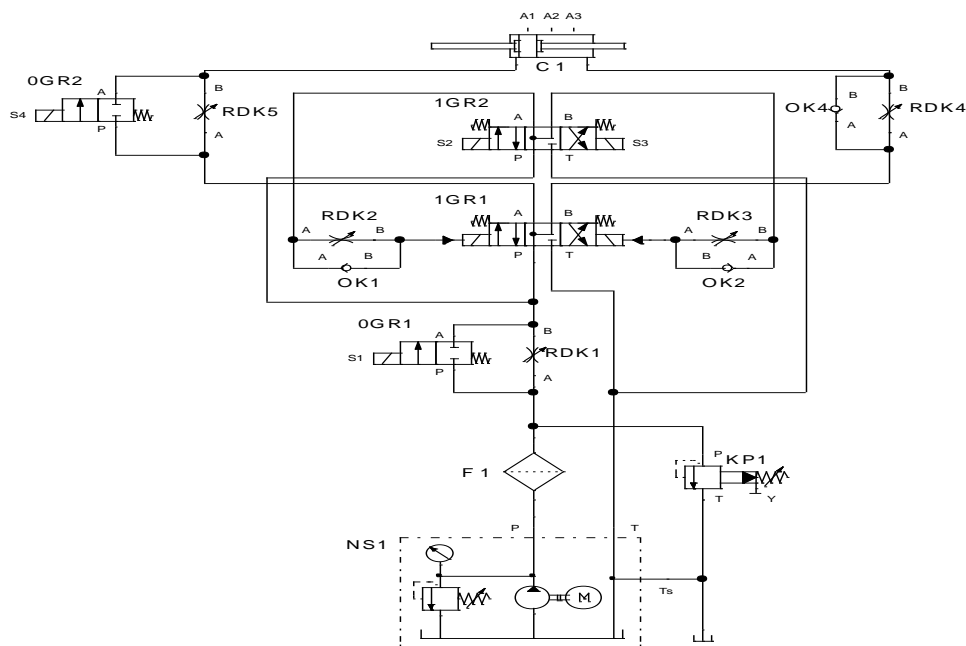 A1 A2 A3
C1
0GR2
A
S4
P
B
RDK5
A
1GR2
A B
S2 S3
P T
B
OK4 RDK4
A A
B
1GR1
A B
P T
RDK2
A B
A B
OK1
RDK3
B A
B A
OK2
0GR1
A
S1
P
B
RDK1
A
F1
P KP1
T Y
P T
NS1
M
Ts